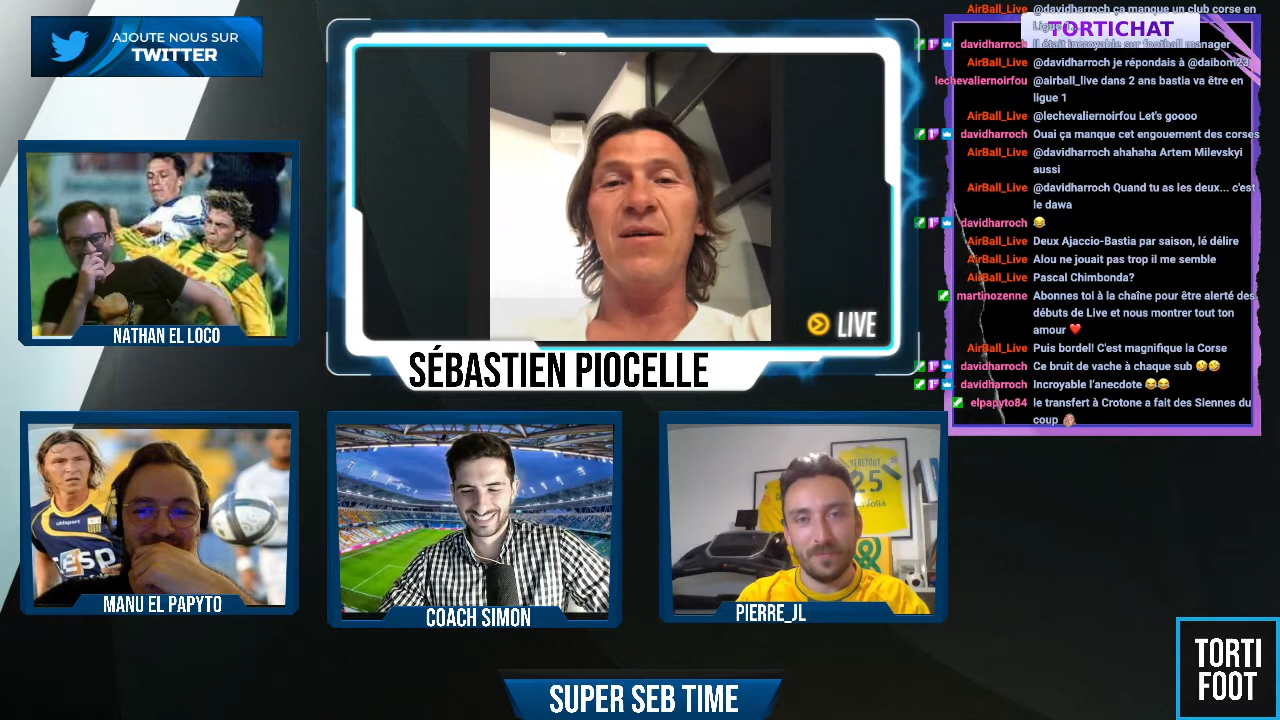 AJOUTE NOUS SUR
TWITTER
NATHAN EL LOCO
LIVE
SÉBASTIEN PIOCELLE
uhlsport
MANU EL PAPYTO
COACH SIMON
25
PIERRE_JL
SUPER SEB TIME
TORTI
FOOT
TORTICHAT
AirBall_Live @davidharroch ça manque un club corse en
davidharroch Il était incroyable sur football manager
AirBall_Live @davidharroch je répondais à @daibom23
lechevaliernoirfou @airball_live dans 2 ans bastia va être en
ligue 1
AirBall_Live @lechevaliernoirfou Let's goooo
davidharroch Ouai ça manque cet engouement des corses
AirBall_Live @davidharroch ahahaha Artem Milevskyi
aussi
AirBall_Live @davidharroch Quand tu as les deux... c'est
le dawa
davidharroch 😂
AirBall_Live Deux Ajaccio-Bastia par saison, lé délire
AirBall_Live Alou ne jouait pas trop il me semble
AirBall_Live Pascal Chimbonda?
martinozenne Abonnes toi à la chaîne pour être alerté des
débuts de Live et nous montrer tout ton
amour ❤️
AirBall_Live Puis bordel! C'est magnifique la Corse
davidharroch Ce bruit de vache à chaque sub 🤣🤣
davidharroch Incroyable l'anecdote 😂😂
elpapyto84 le transfert à Crotone a fait des Siennes du
coup